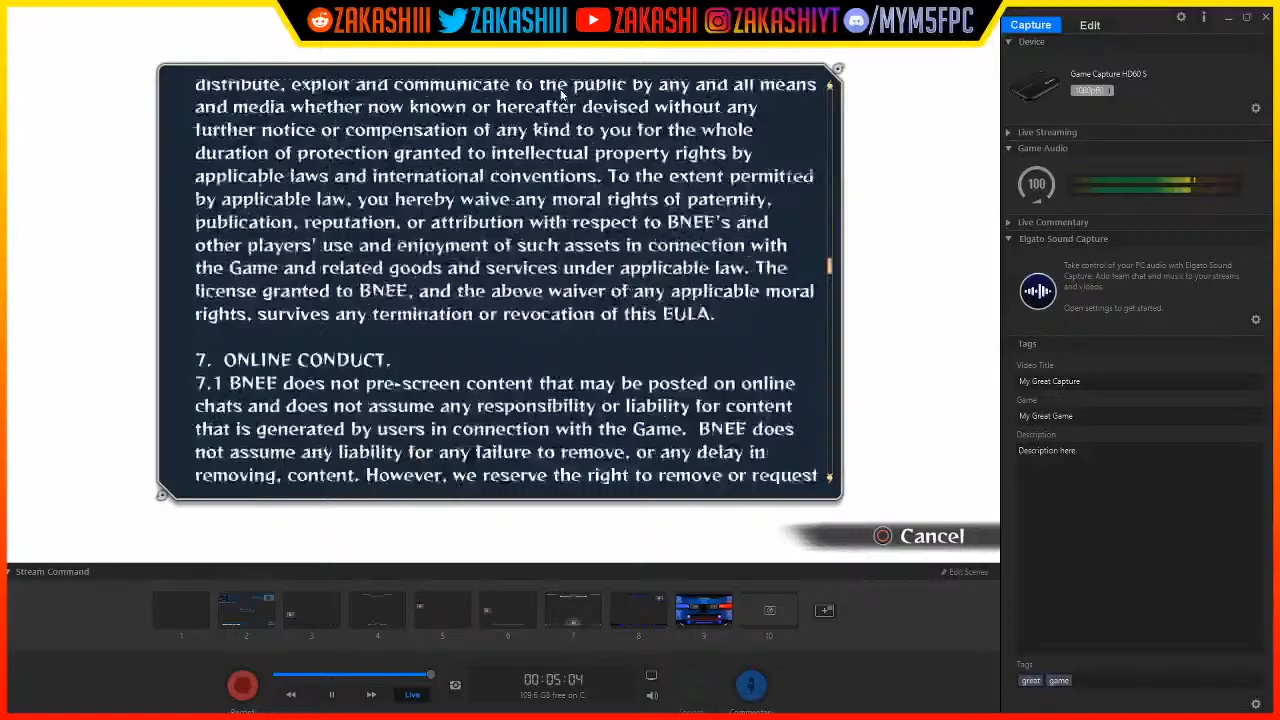 ZAKASHIII ZAKASHIIII ZAKASHI ZAKASHIYT /MYM5FPC
distribute, exploit and communicate to the public by any and all means
and media whether now known or hereafter devised without any
further notice or compensation of any kind to you for the whole
duration of protection granted to intellectual property rights by
applicable laws and international conventions. To the extent permitted
by applicable law, you hereby waive any moral rights of paternity,
publication, reputation, or attribution with respect to BNEE's and
other players' use and enjoyment of such assets in connection with
the Game and related goods and services under applicable law. The
license granted to BNEE, and the above waiver of any applicable moral
rights, survives any termination or revocation of this EULA.
7. ONLINE CONDUCT.
7.1 BNEE does not pre-screen content that may be posted on online
chats and does not assume any responsibility or liability for content
that is generated by users in connection with the Game. BNEE does
not assume any liability for any failure to remove, or any delay in
removing, content. However, we reserve the right to remove or request
Cancel
Capture Edit
Device
Game Capture HD60 S
1080p60
Live Streaming
Game Audio
100
Live Commentary
Elgato Sound Capture
Take control of your PC audio with Elgato Sound
Capture. Add team chat and music to your streams
and videos.
Open settings to get started.
Tags
Video Title
My Great Capture
Game
My Great Game
Description
Description here.
Tags
great game
Stream Command
Edit Scenes
1 2 3 4 5 6 7 8 9 10
Live
00:05:04
109.6 GB free on C
Record
Stream
Commentary